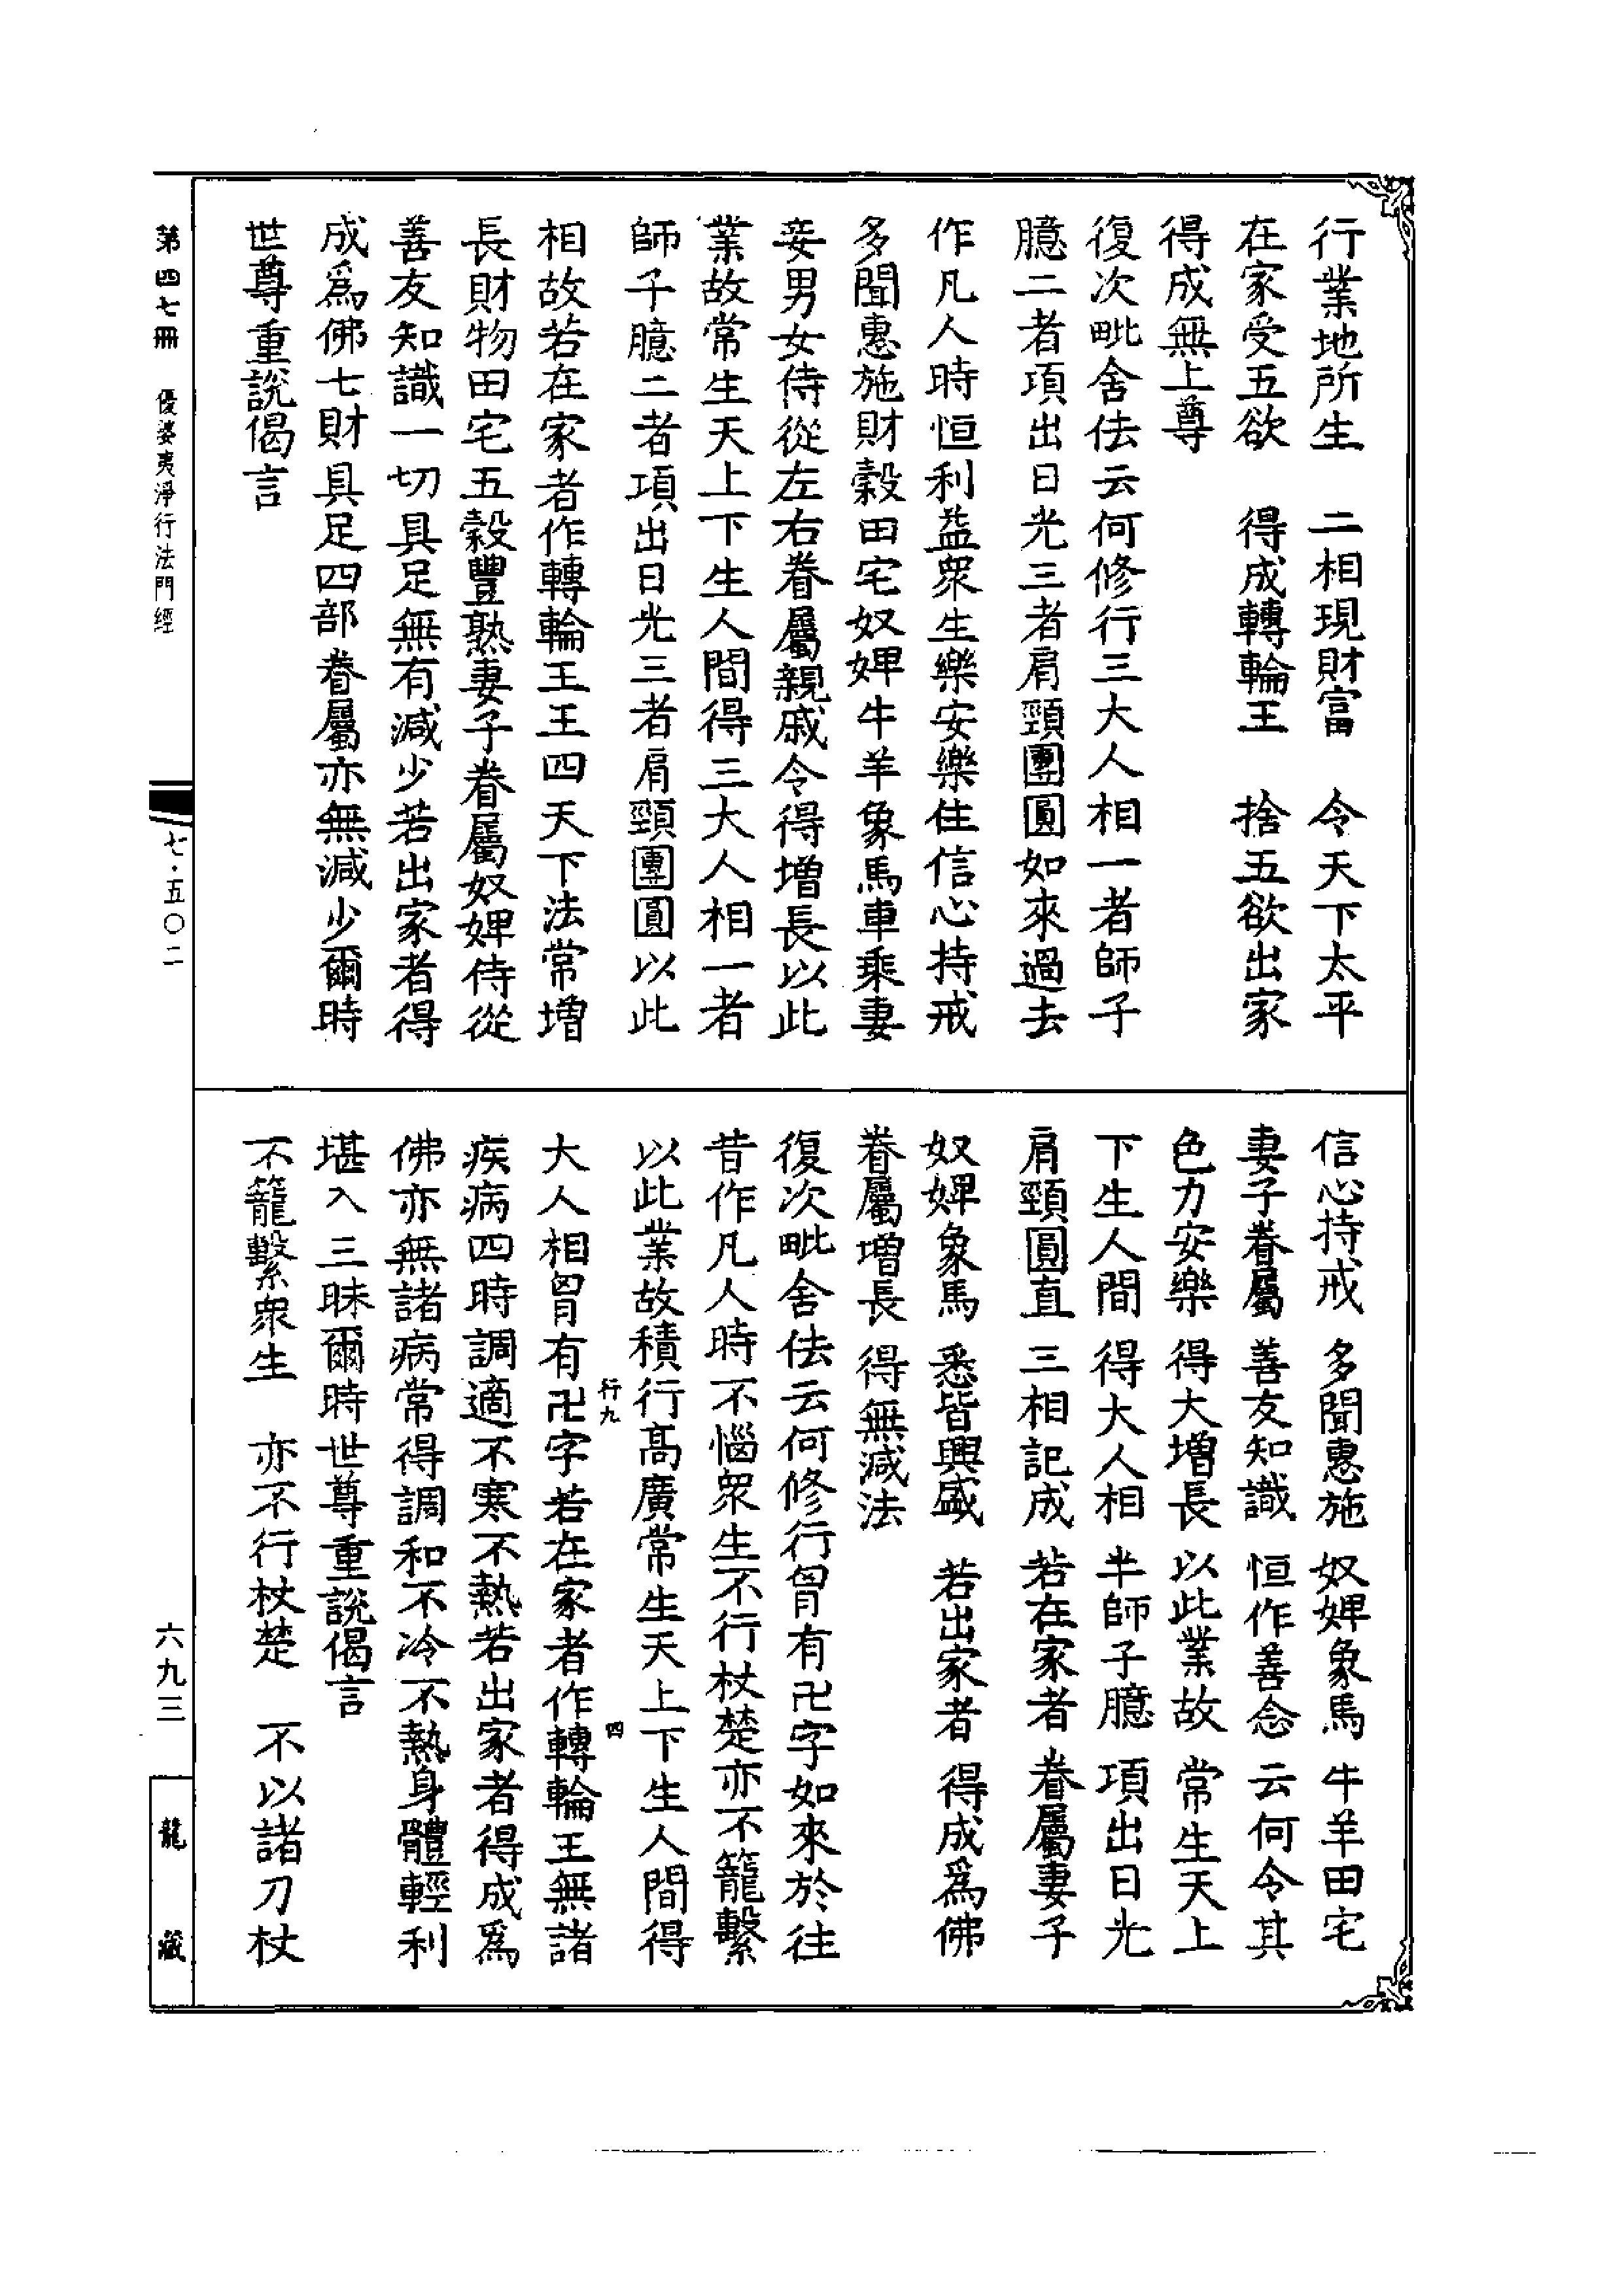 行業地所生　二相現財富　令天下太平
在家受五欲　得成轉輪王　捨五欲出家
得成無上尊
復次毗舍佉云何修行三大人相一者師子
臆二者項出日光三者肩頸團圓如來過去
作凡人時恒利益眾生樂安樂住信心持戒
多聞惠施財穀田宅奴婢牛羊象馬車乘妻
妾男女侍從左右眷屬親戚令得增長以此
業故常生天上下生人間得三大人相一者
師子臆二者項出日光三者肩頸團圓以此
相故若在家者作轉輪王王四天下法常增
長財物田宅五穀豐熟妻子眷屬奴婢侍從
善友知識一切具足無有減少若出家者得
成爲佛七財具足四部眷屬亦無減少爾時
世尊重說偈言
信心持戒　多聞惠施　奴婢象馬　牛羊田宅
妻子眷屬　善友知識　恒作善念　云何令其
色力安樂　得大增長　以此業故　常生天上
下生人間　得大人相　半師子臆　項出日光
肩頸圓直　三相記成　若在家者　眷屬妻子
奴婢象馬　悉皆興盛　若出家者　得成爲佛
眷屬增長　得無減法
復次毗舍佉云何修行胷有卍字如來於往
昔作凡人時不惱眾生不行杖楚亦不籠繫
以此業故積行高廣常生天上下生人間得
行九　四
大人相胷有卍字若在家者作轉輪王無諸
疾病四時調適不寒不熱若出家者得成爲
佛亦無諸病常得調和不冷不熱身體輕利
堪入三昧爾時世尊重說偈言
不籠繫眾生　亦不行杖楚　不以諸刀杖
第四七冊　優婆夷淨行法門經
七·五〇二
六九三
龍藏